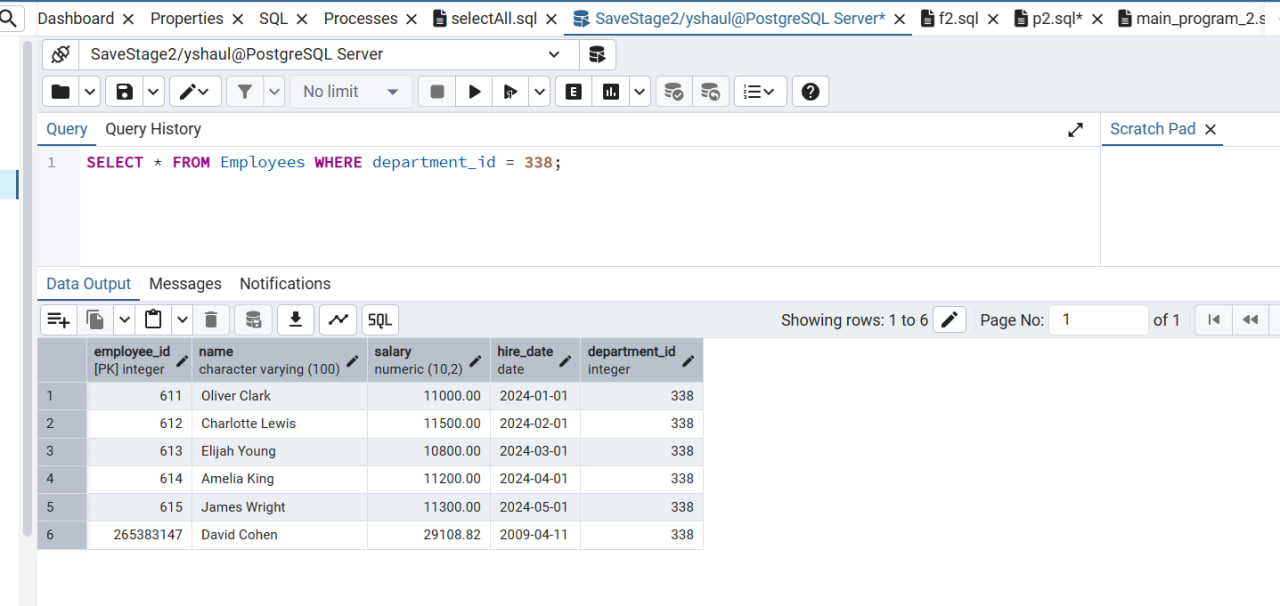 Dashboard Properties SQL Processes selectAll.sql SaveStage2/yshaul@PostgreSQL Server* f2.sql p2.sql* main_program_2.s
SaveStage2/yshaul@PostgreSQL Server
No limit E
Query Query History Scratch Pad
1 SELECT * FROM Employees WHERE department_id = 338;
Data Output Messages Notifications
SQL Showing rows: 1 to 6 Page No: 1 of 1
employee_id name salary hire_date department_id
[PK] integer character varying (100) numeric (10,2) date integer
1 611 Oliver Clark 11000.00 2024-01-01 338
2 612 Charlotte Lewis 11500.00 2024-02-01 338
3 613 Elijah Young 10800.00 2024-03-01 338
4 614 Amelia King 11200.00 2024-04-01 338
5 615 James Wright 11300.00 2024-05-01 338
6 265383147 David Cohen 29108.82 2009-04-11 338